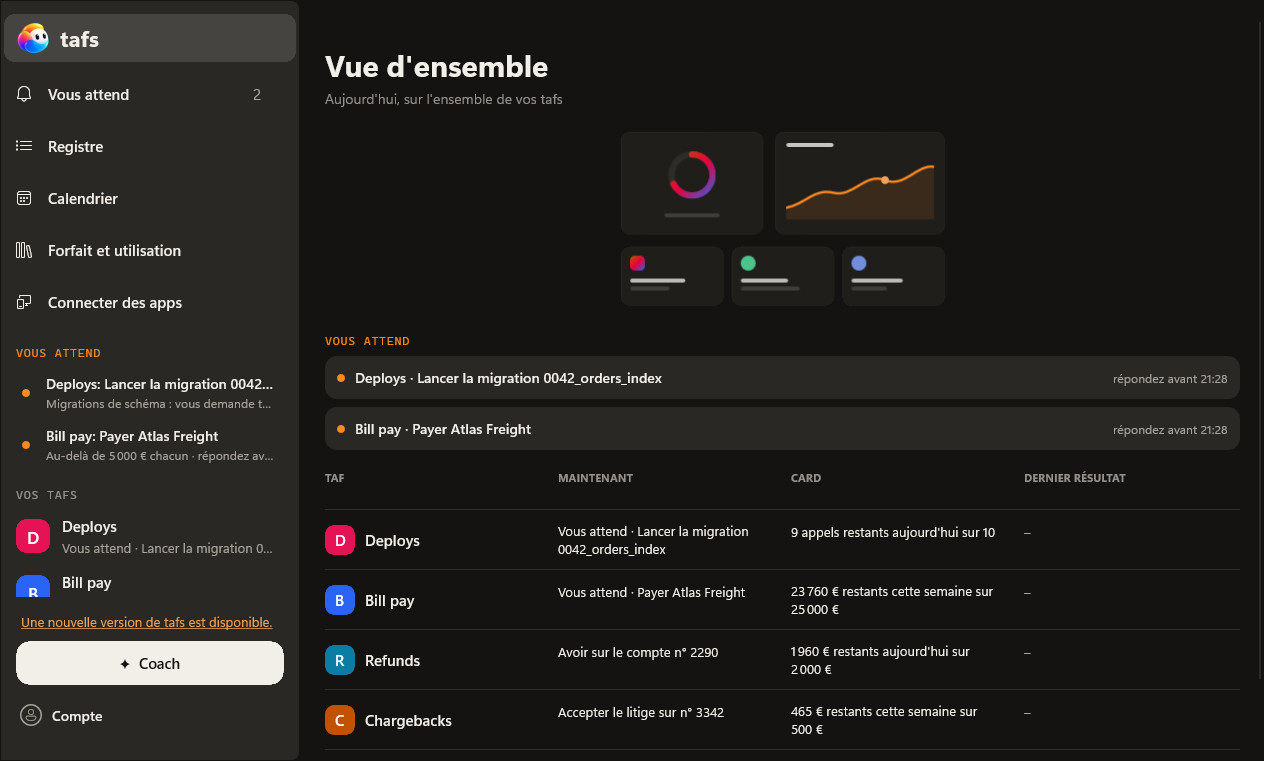 tafs
Vous attend 2
Registre
Calendrier
Forfait et utilisation
Connecter des apps
VOUS ATTEND
Deploys: Lancer la migration 0042…
Migrations de schéma : vous demande t…
Bill pay: Payer Atlas Freight
Au-delà de 5 000 € chacun · répondez av…
VOS TAFS
D Deploys
Vous attend · Lancer la migration 0…
B Bill pay
Une nouvelle version de tafs est disponible.
✦ Coach
Compte
Vue d'ensemble
Aujourd'hui, sur l'ensemble de vos tafs
VOUS ATTEND
Deploys · Lancer la migration 0042_orders_index répondez avant 21:28
Bill pay · Payer Atlas Freight répondez avant 21:28
TAF MAINTENANT CARD DERNIER RÉSULTAT
D Deploys
Vous attend · Lancer la migration
0042_orders_index
9 appels restants aujourd'hui sur 10
–
B Bill pay
Vous attend · Payer Atlas Freight
23 760 € restants cette semaine sur
25 000 €
–
R Refunds
Avoir sur le compte n° 2290
1 960 € restants aujourd'hui sur
2 000 €
–
C Chargebacks
Accepter le litige sur n° 3342
465 € restants cette semaine sur
500 €
–